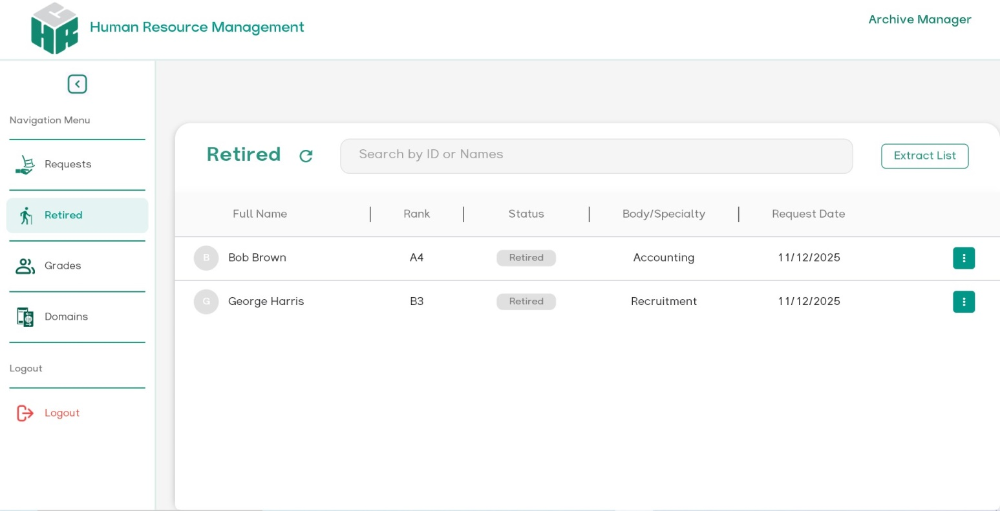 HR
Human Resource Management
Archive Manager
Navigation Menu
Requests
Retired
Grades
Domains
Logout
Logout
Retired
Search by ID or Names
Extract List
Full Name | Rank | Status | Body/Specialty | Request Date
B Bob Brown A4 Retired Accounting 11/12/2025
G George Harris B3 Retired Recruitment 11/12/2025